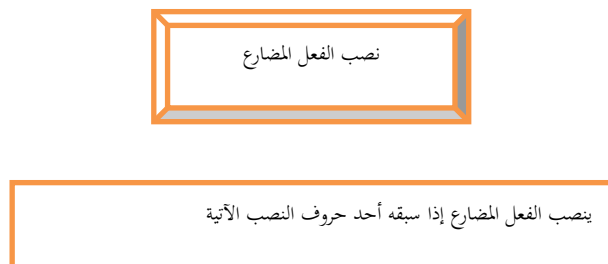 نصب الفعل المضارع
ينصب الفعل المضارع إذا سبقه أحد حروف النصب الآتية